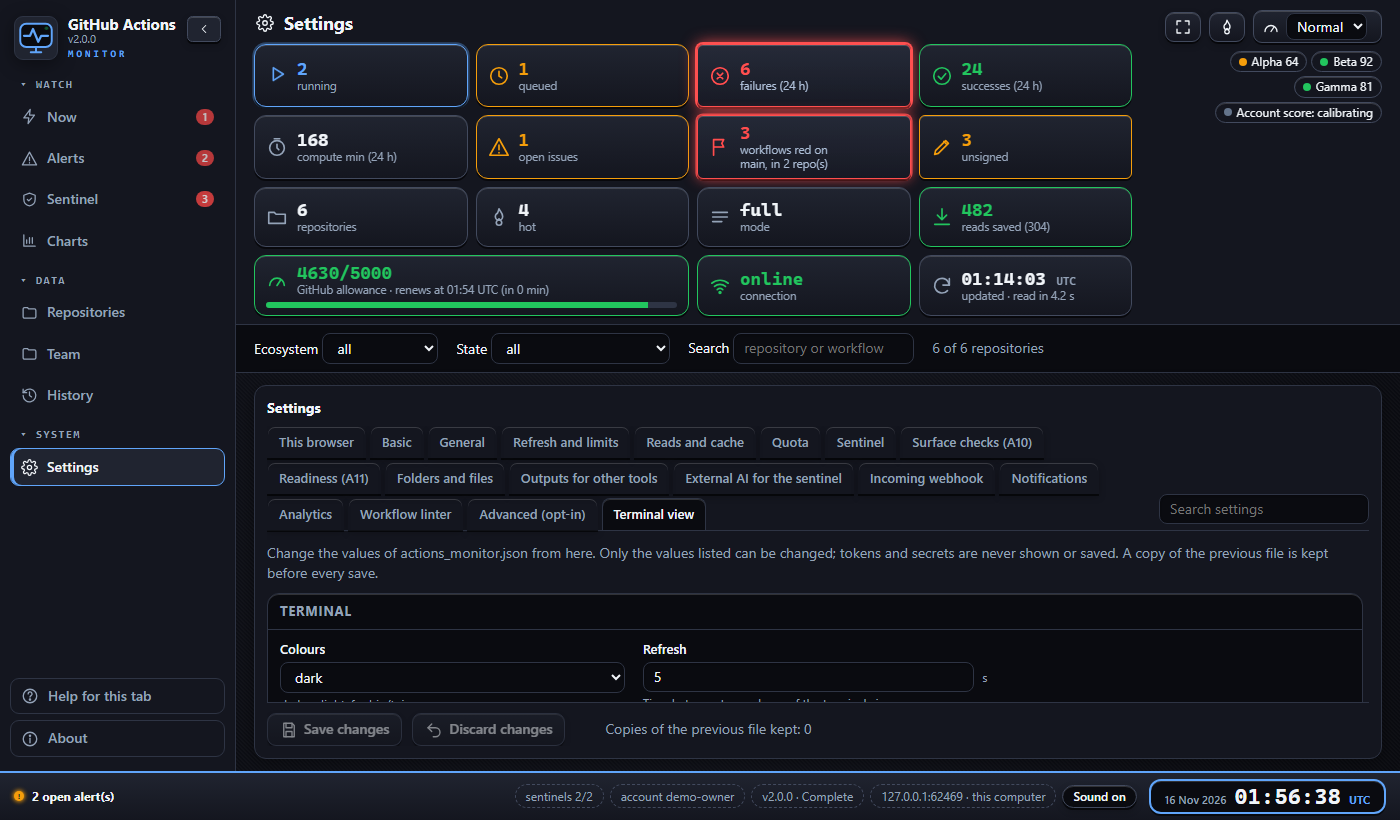 GitHub Actions
v2.0.0
MONITOR
WATCH
Now 1
Alerts 2
Sentinel 3
Charts
DATA
Repositories
Team
History
SYSTEM
Settings
Help for this tab
About
Settings
Normal
Alpha 64
Beta 92
Gamma 81
Account score: calibrating
2
running
1
queued
6
failures (24 h)
24
successes (24 h)
168
compute min (24 h)
1
open issues
3
workflows red on
main, in 2 repo(s)
3
unsigned
6
repositories
4
hot
full
mode
482
reads saved (304)
4630/5000
GitHub allowance · renews at 01:54 UTC (in 0 min)
online
connection
01:14:03 UTC
updated · read in 4.2 s
Ecosystem all State all Search repository or workflow 6 of 6 repositories
Settings
This browser Basic General Refresh and limits Reads and cache Quota Sentinel Surface checks (A10)
Readiness (A11) Folders and files Outputs for other tools External AI for the sentinel Incoming webhook Notifications
Analytics Workflow linter Advanced (opt-in) Terminal view Search settings
Change the values of actions_monitor.json from here. Only the values listed can be changed; tokens and secrets are never shown or saved. A copy of the previous file is kept
before every save.
TERMINAL
Colours Refresh
dark 5 s
Save changes Discard changes Copies of the previous file kept: 0
2 open alert(s) sentinels 2/2 account demo-owner v2.0.0 · Complete 127.0.0.1:62469 · this computer Sound on 16 Nov 2026 01:56:38 UTC